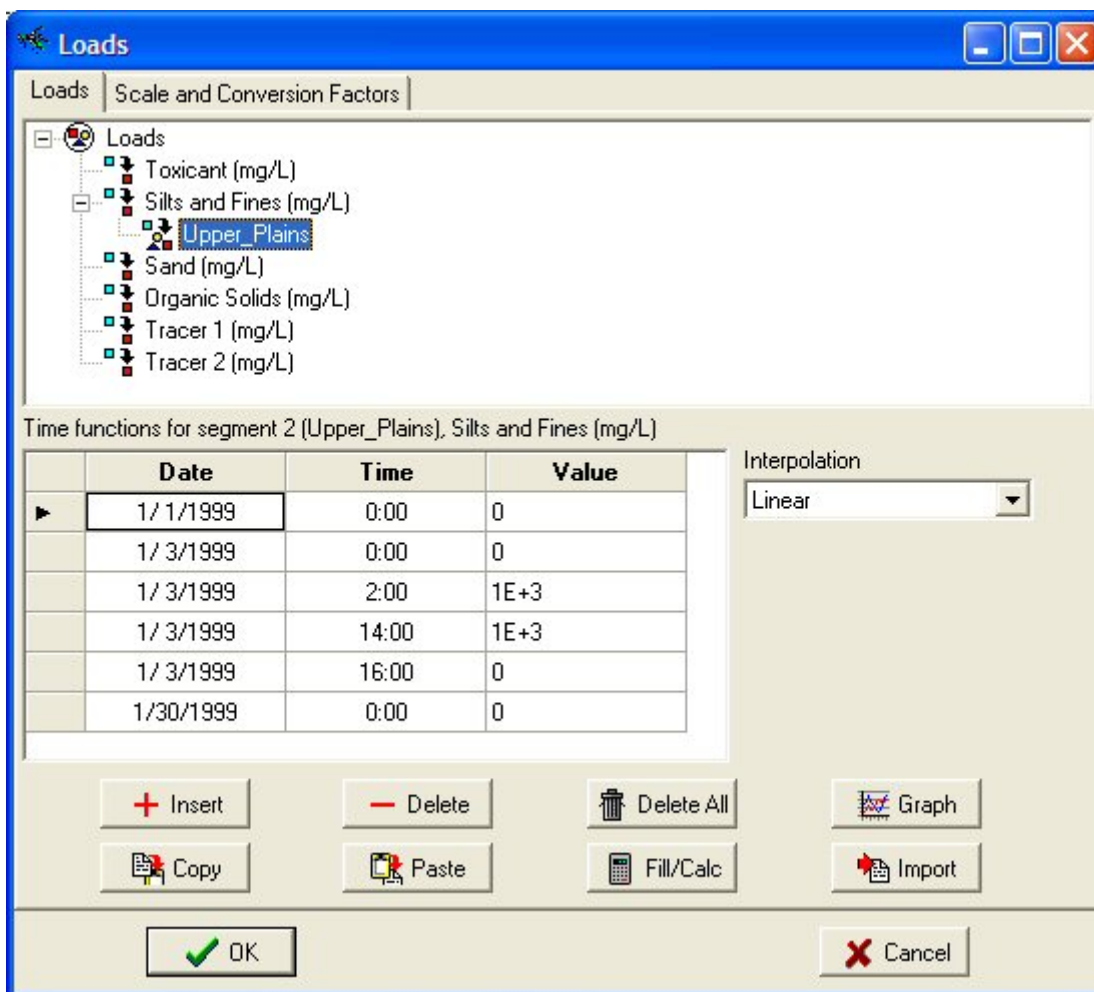 Loads
Loads Scale and Conversion Factors
Loads
Toxicant (mg/L)
Silts and Fines (mg/L)
Upper_Plains
Sand (mg/L)
Organic Solids (mg/L)
Tracer 1 (mg/L)
Tracer 2 (mg/L)
Time functions for segment 2 (Upper_Plains), Silts and Fines (mg/L)
Interpolation
Linear
Date Time Value
1/ 1/1999 0:00 0
1/ 3/1999 0:00 0
1/ 3/1999 2:00 1E+3
1/ 3/1999 14:00 1E+3
1/ 3/1999 16:00 0
1/30/1999 0:00 0
Insert Delete Delete All Graph
Copy Paste Fill/Calc Import
OK Cancel